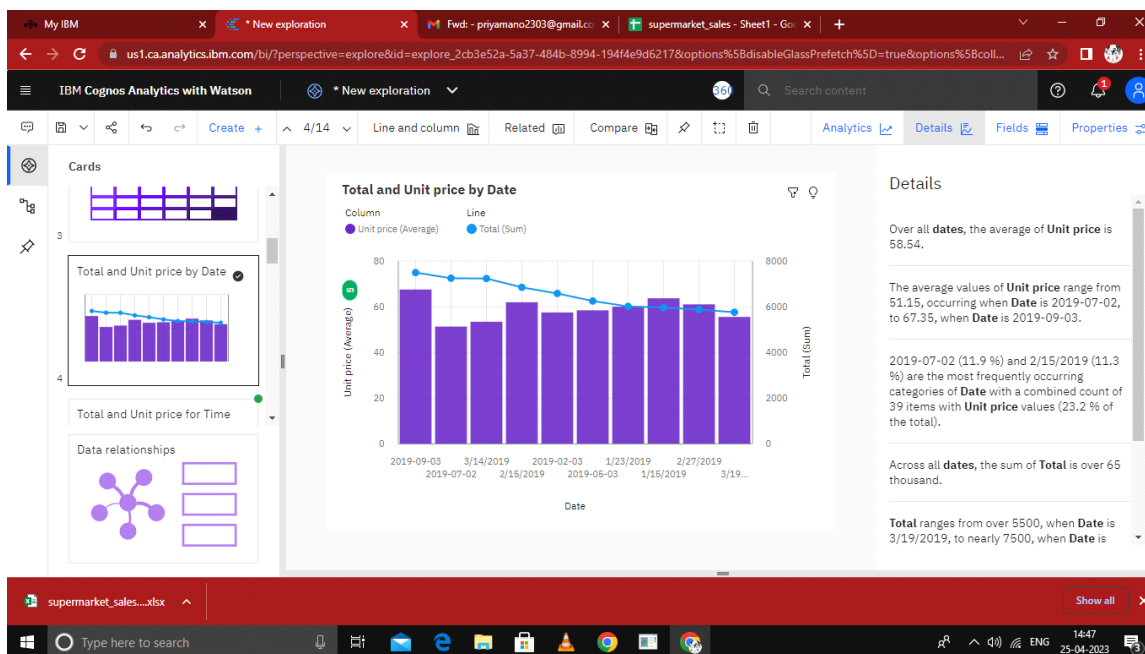 My IBM
* New exploration
Fwd: - priyamano2303@gmail.co
supermarket_sales - Sheet1 - Goo
us1.ca.analytics.ibm.com/bi/?perspective=explore&id=explore_2cb3e52a-5a37-484b-8994-194f4e9d6217&options%5BdisableGlassPrefetch%5D=true&options%5Bcoll...
IBM Cognos Analytics with Watson
* New exploration
360
Search content
1
Create +
4/14
Line and column
Related
Compare
Analytics
Details
Fields
Properties
Cards
3
Total and Unit price by Date
4
Total and Unit price for Time
Data relationships
Total and Unit price by Date
Column
Line
Unit price (Average)
Total (Sum)
80
60
40
20
0
Unit price (Average)
8000
6000
4000
2000
0
Total (Sum)
2019-09-03
3/14/2019
2019-02-03
1/23/2019
2/27/2019
2019-07-02
2/15/2019
2019-06-03
1/15/2019
3/19...
Date
Details
Over all dates, the average of Unit price is
58.54.
The average values of Unit price range from
51.15, occurring when Date is 2019-07-02,
to 67.35, when Date is 2019-09-03.
2019-07-02 (11.9 %) and 2/15/2019 (11.3
%) are the most frequently occurring
categories of Date with a combined count of
39 items with Unit price values (23.2 % of
the total).
Across all dates, the sum of Total is over 65
thousand.
Total ranges from over 5500, when Date is
3/19/2019, to nearly 7500, when Date is
supermarket_sales....xlsx
Show all
Type here to search
ENG
14:47
25-04-2023